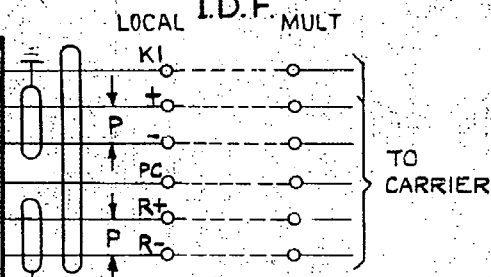 I.D.F.
LOCAL MULT
K1
+
P
-
PC
R+
P R-
TO
CARRIER